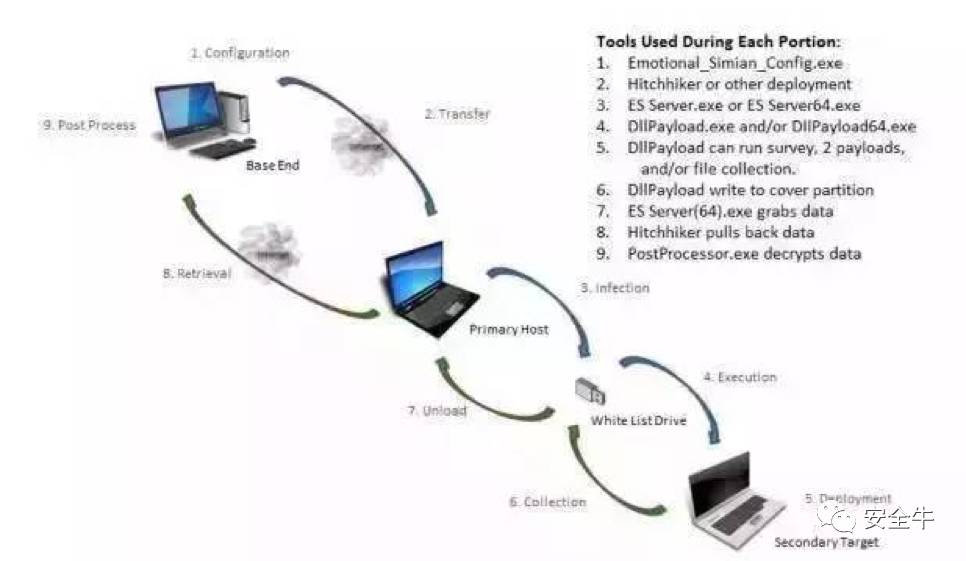 1. Configuration
Tools Used During Each Portion:
1. Emotional_Simian_Config.exe
2. Hitchhiker or other deployment
3. ES Server.exe or ES Server64.exe
4. DllPayload.exe and/or DllPayload64.exe
5. DllPayload can run survey, 2 payloads,
and/or file collection.
6. DllPayload write to cover partition
7. ES Server(64).exe grabs data
8. Hitchhiker pulls back data
9. PostProcessor.exe decrypts data
2. Transfer
9. Post Process
Base End
8. Retrieval
3. Infection
Primary Host
4. Execution
7. Unload
White List Drive
6. Collection
5. Deployment
安全牛
Secondary Target